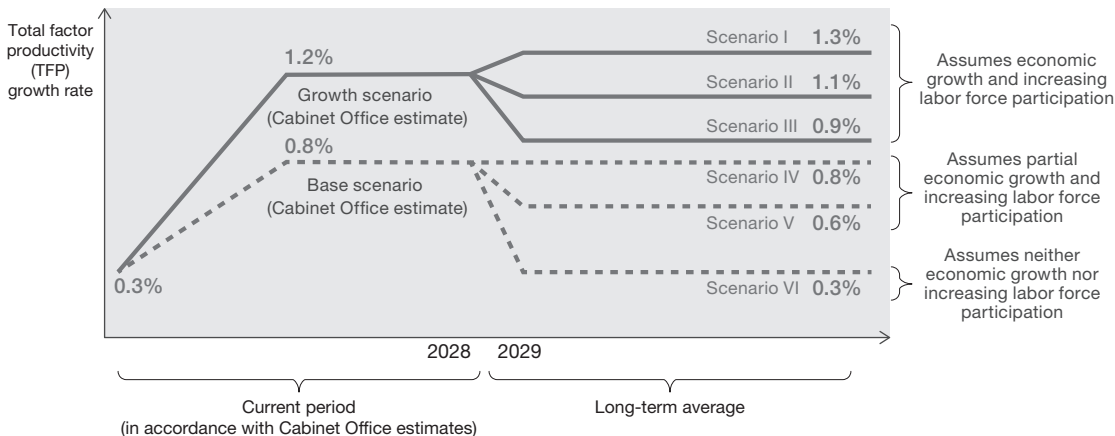 Total factor
productivity
(TFP)
growth rate
1.2%
Growth scenario
(Cabinet Office estimate)
0.8%
Base scenario
(Cabinet Office estimate)
0.3%
Scenario I 1.3%
Scenario II 1.1%
Scenario III 0.9%
Scenario IV 0.8%
Scenario V 0.6%
Scenario VI 0.3%
Assumes economic
growth and increasing
labor force participation
Assumes partial
economic growth and
increasing labor force
participation
Assumes neither
economic growth nor
increasing labor force
participation
2028 2029
Current period
(in accordance with Cabinet Office estimates)
Long-term average